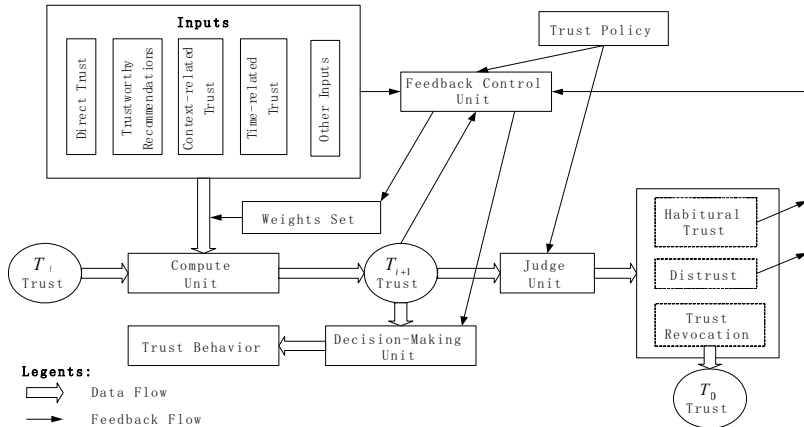 Inputs
Direct Trust
Trustworthy
Recommendations
Context-related
Trust
Time-related
Trust
Other Inputs
Trust Policy
Feedback Control
Unit
Weights Set
Habitural
Trust
Distrust
Trust
Revocation
T i
Trust
Compute
Unit
T i+1
Trust
Judge
Unit
Trust Behavior
Decision-Making
Unit
T 0
Trust
Legents:
Data Flow
Feedback Flow